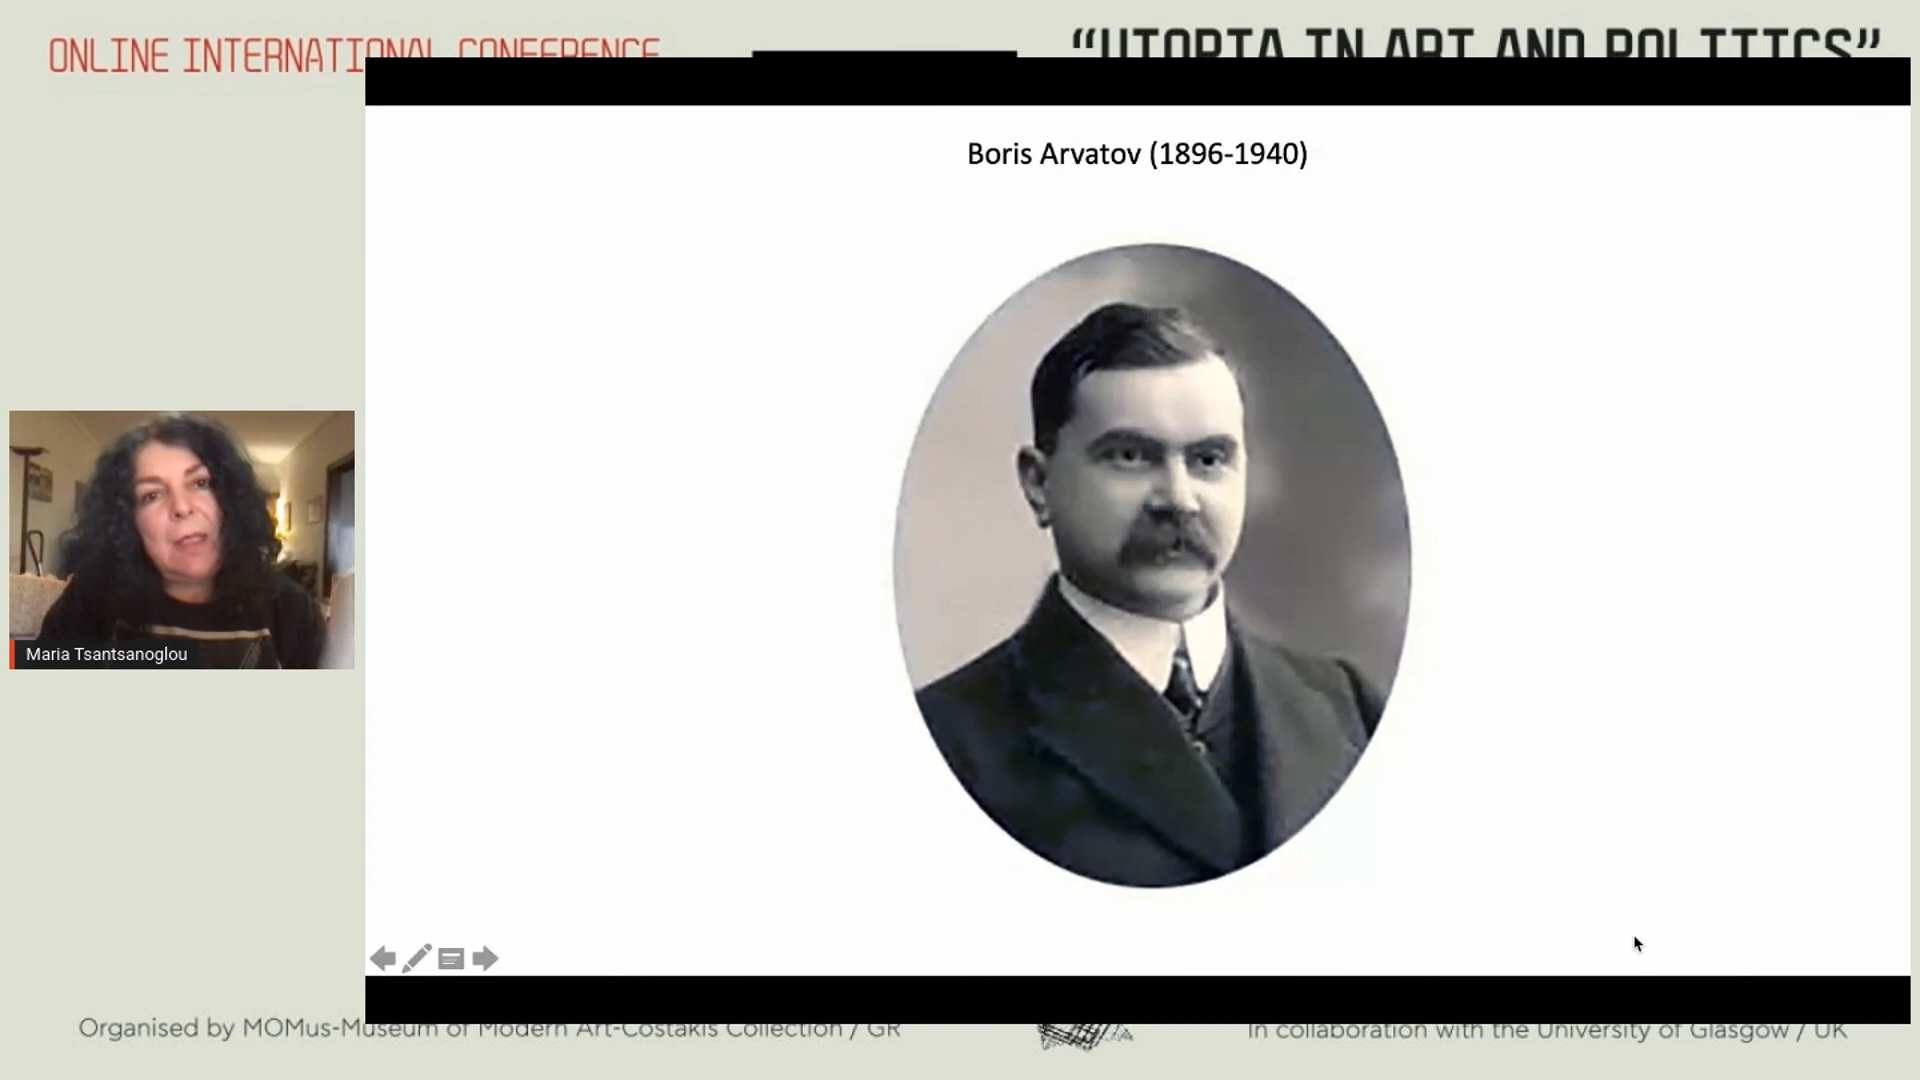 ONLINE INTERNATIONAL CONFERENCE
“UTOPIA IN ART AND POLITICS”
Boris Arvatov (1896-1940)
Maria Tsantsanoglou
Organised by MOMus-Museum of Modern Art-Costakis Collection / GR
In collaboration with the University of Glasgow / UK